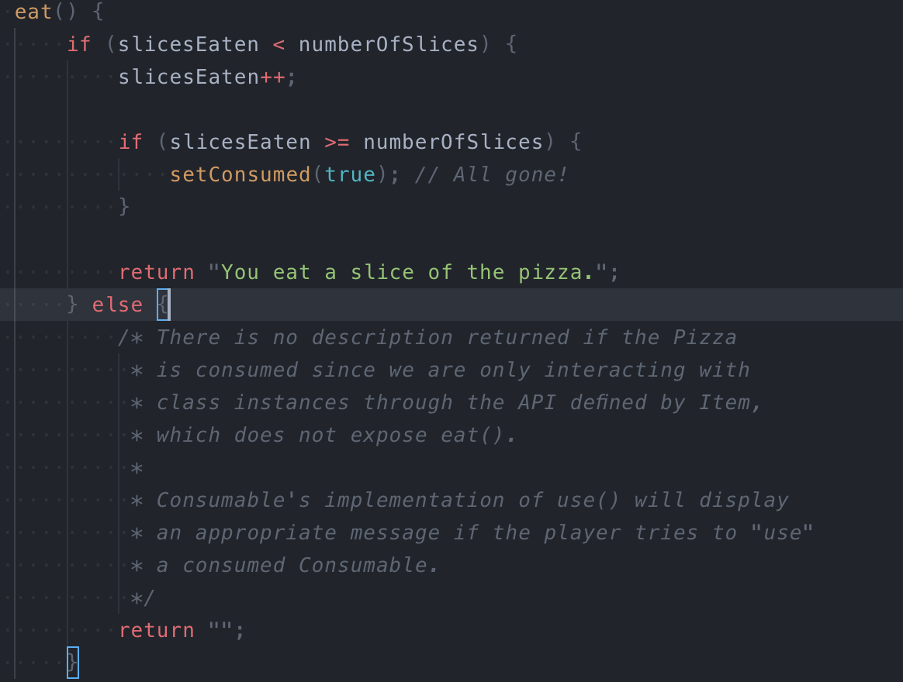 eat() {
if (slicesEaten < numberOfSlices) {
slicesEaten++;
if (slicesEaten >= numberOfSlices) {
setConsumed(true); // All gone!
}
return "You eat a slice of the pizza.";
} else {
/* There is no description returned if the Pizza
* is consumed since we are only interacting with
* class instances through the API defined by Item,
* which does not expose eat().
*
* Consumable's implementation of use() will display
* an appropriate message if the player tries to "use"
* a consumed Consumable.
*/
return "";
}